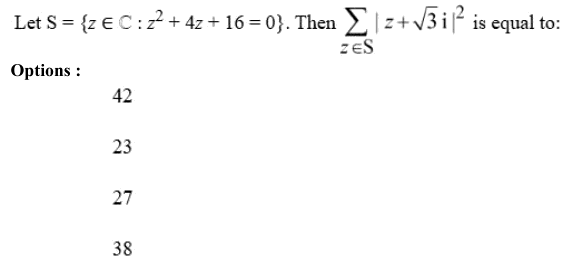 Let S = {z ∈ ℂ : z² + 4z + 16 = 0}. Then ∑_{z∈S} | z + √3 i |² is equal to:
Options :
42
23
27
38